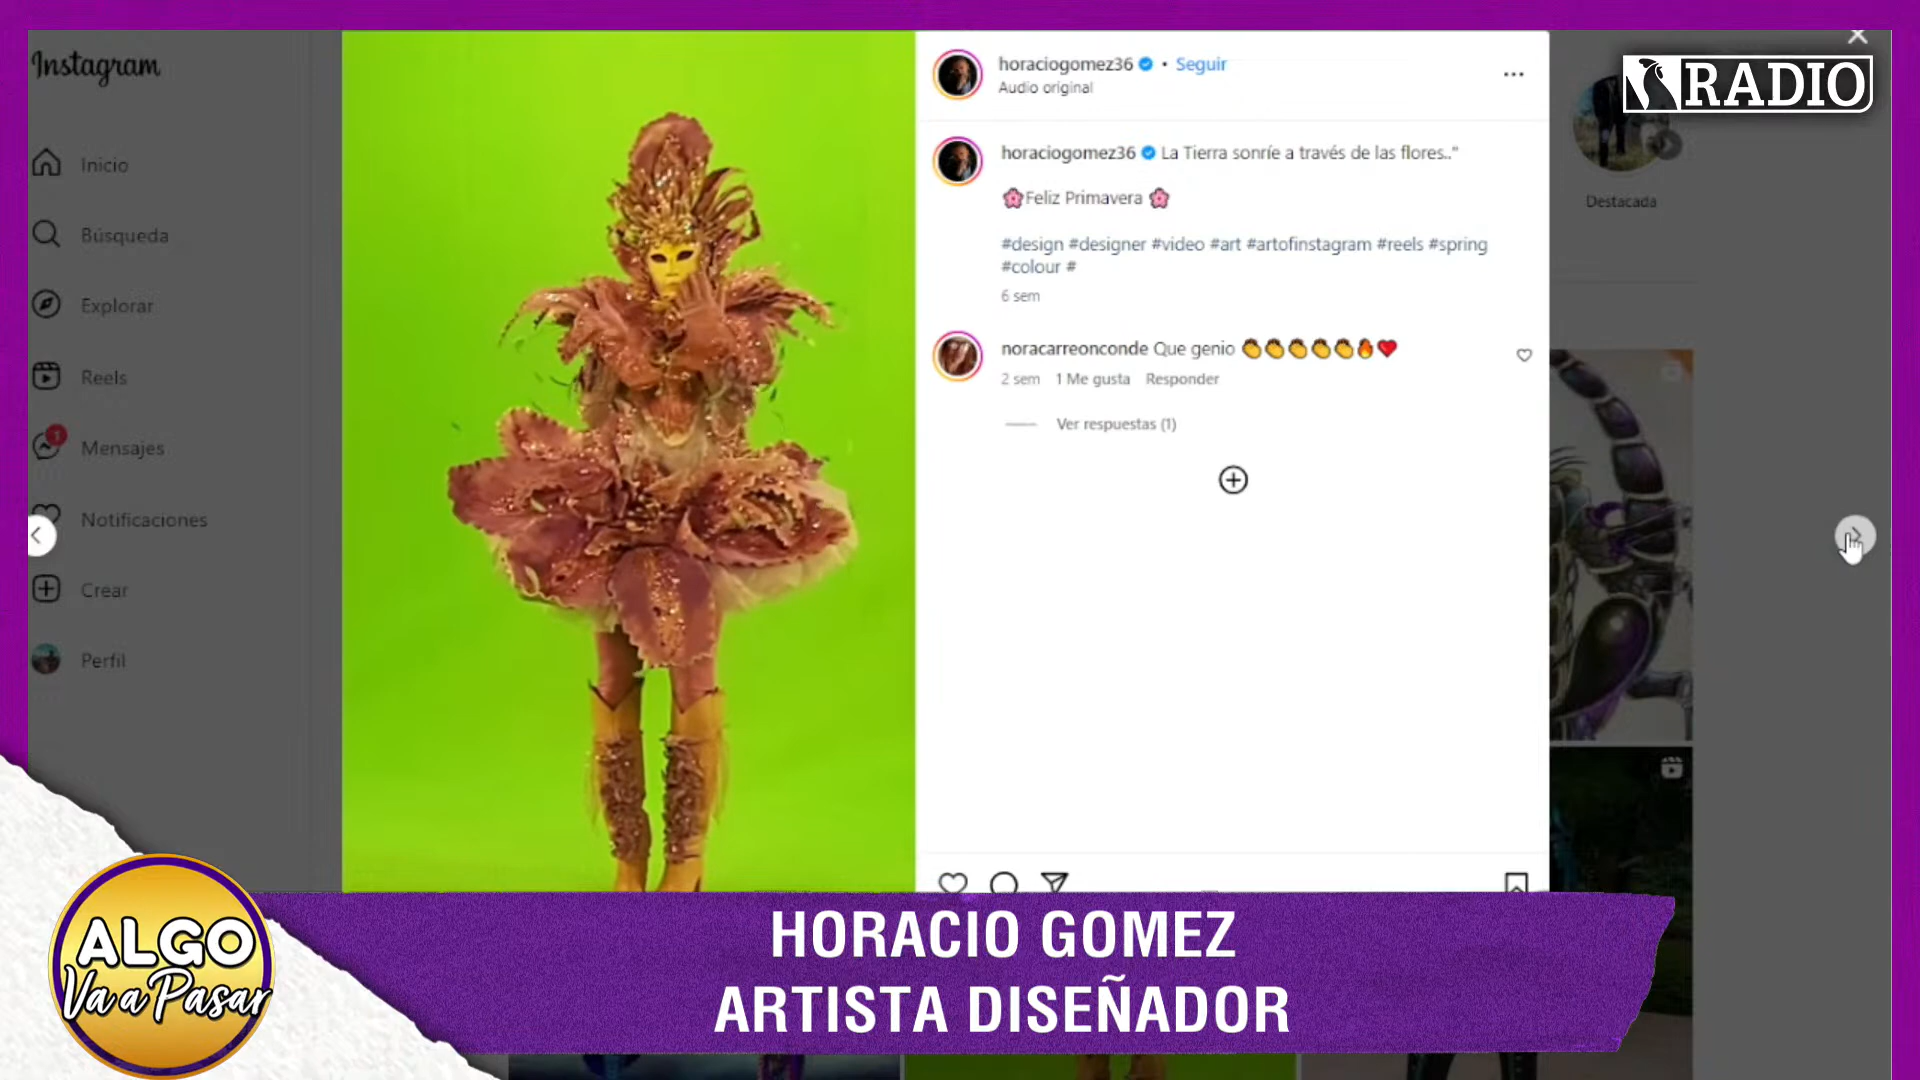 Instagram
Inicio
Búsqueda
Explorar
Reels
1
Mensajes
Notificaciones
Crear
Perfil
horaciogomez36 • Seguir
Audio original
horaciogomez36 La Tierra sonríe a través de las flores.."
🌸Feliz Primavera 🌸
#design #designer #video #art #artofinstagram #reels #spring
#colour #
6 sem
noracarreonconde Que genio 👏👏👏👏👏🔥❤️
2 sem 1 Me gusta Responder
Ver respuestas (1)
RADIO
Destacada
ALGO
Va a Pasar
HORACIO GOMEZ
ARTISTA DISEÑADOR